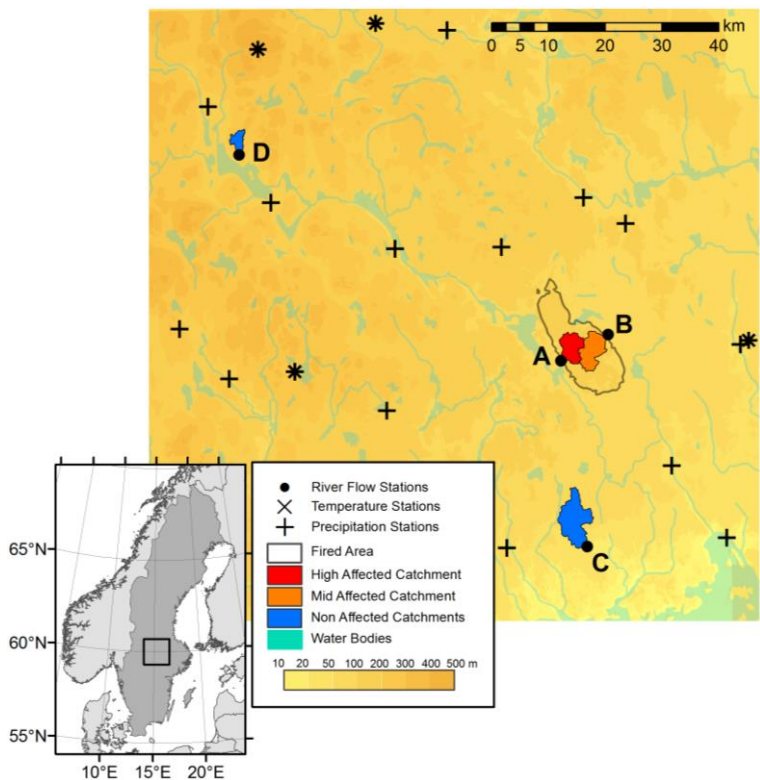 km
0 5 10 20 30 40
D
B
A
C
River Flow Stations
Temperature Stations
Precipitation Stations
Fired Area
High Affected Catchment
Mid Affected Catchment
Non Affected Catchments
Water Bodies
10 20 50 100 200 300 400 500 m
65°N
60°N
55°N
10°E 15°E 20°E